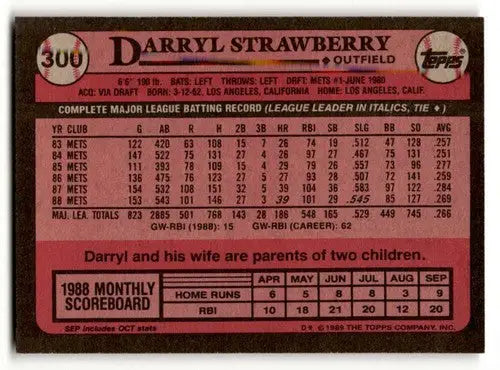 300 DARRYL STRAWBERRY
OUTFIELD
Topps
6'6" 190 lb. BATS: LEFT THROWS: LEFT DRFT: METS #1-JUNE 1980
ACQ: VIA DRAFT BORN: 3-12-62, LOS ANGELES, CALIFORNIA HOME: LOS ANGELES, CALIF.
COMPLETE MAJOR LEAGUE BATTING RECORD (LEAGUE LEADER IN ITALICS, TIE ♦)
YR CLUB G AB R H 2B 3B HR RBI SB SLG BB SO AVG
83 METS 122 420 63 108 15 7 26 74 19 .512 47 128 .257
84 METS 147 522 75 131 27 4 26 97 27 .467 75 131 .251
85 METS 111 393 78 109 15 4 29 79 26 .557 73 96 .277
86 METS 136 475 76 123 27 5 27 93 28 .507 72 141 .259
87 METS 154 532 108 151 32 5 39 104 36 .583 97 122 .284
88 METS 153 543 101 146 27 3 39 101 29 .545 85 127 .269
MAJ. LEA. TOTALS 823 2885 501 768 143 28 186 548 165 .529 449 745 .266
GW-RBI (1988): 15 GW-RBI (CAREER): 62
Darryl and his wife are parents of two children.
1988 MONTHLY SCOREBOARD
APR MAY JUN JUL AUG SEP
HOME RUNS 6 5 8 8 3 9
RBI 10 18 21 20 12 20
SEP includes OCT stats
D* © 1989 THE TOPPS COMPANY, INC.